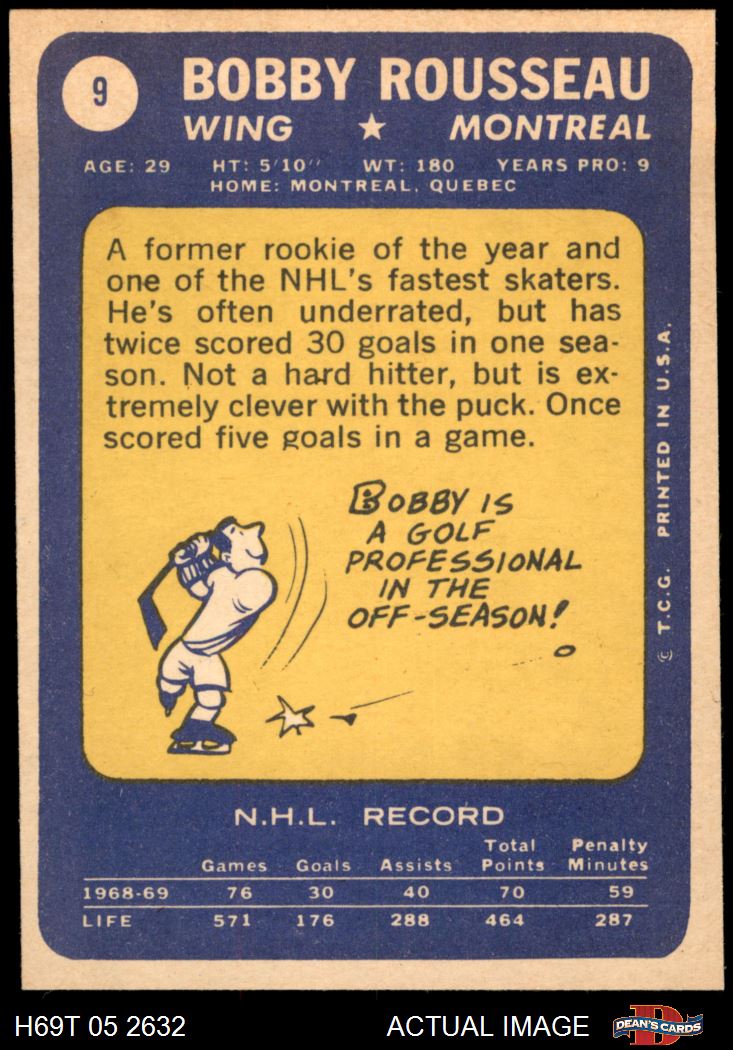 9
BOBBY ROUSSEAU
WING ★ MONTREAL
AGE: 29 HT: 5'10" WT: 180 YEARS PRO: 9
HOME: MONTREAL, QUEBEC
A former rookie of the year and
one of the NHL's fastest skaters.
He's often underrated, but has
twice scored 30 goals in one sea-
son. Not a hard hitter, but is ex-
tremely clever with the puck. Once
scored five goals in a game.
BOBBY IS
A GOLF
PROFESSIONAL
IN THE
OFF-SEASON!
© T.C.G. PRINTED IN U.S.A.
N.H.L. RECORD
Games Goals Assists Total Points Penalty Minutes
1968-69 76 30 40 70 59
LIFE 571 176 288 464 287
H69T 05 2632 ACTUAL IMAGE DEAN'S CARDS